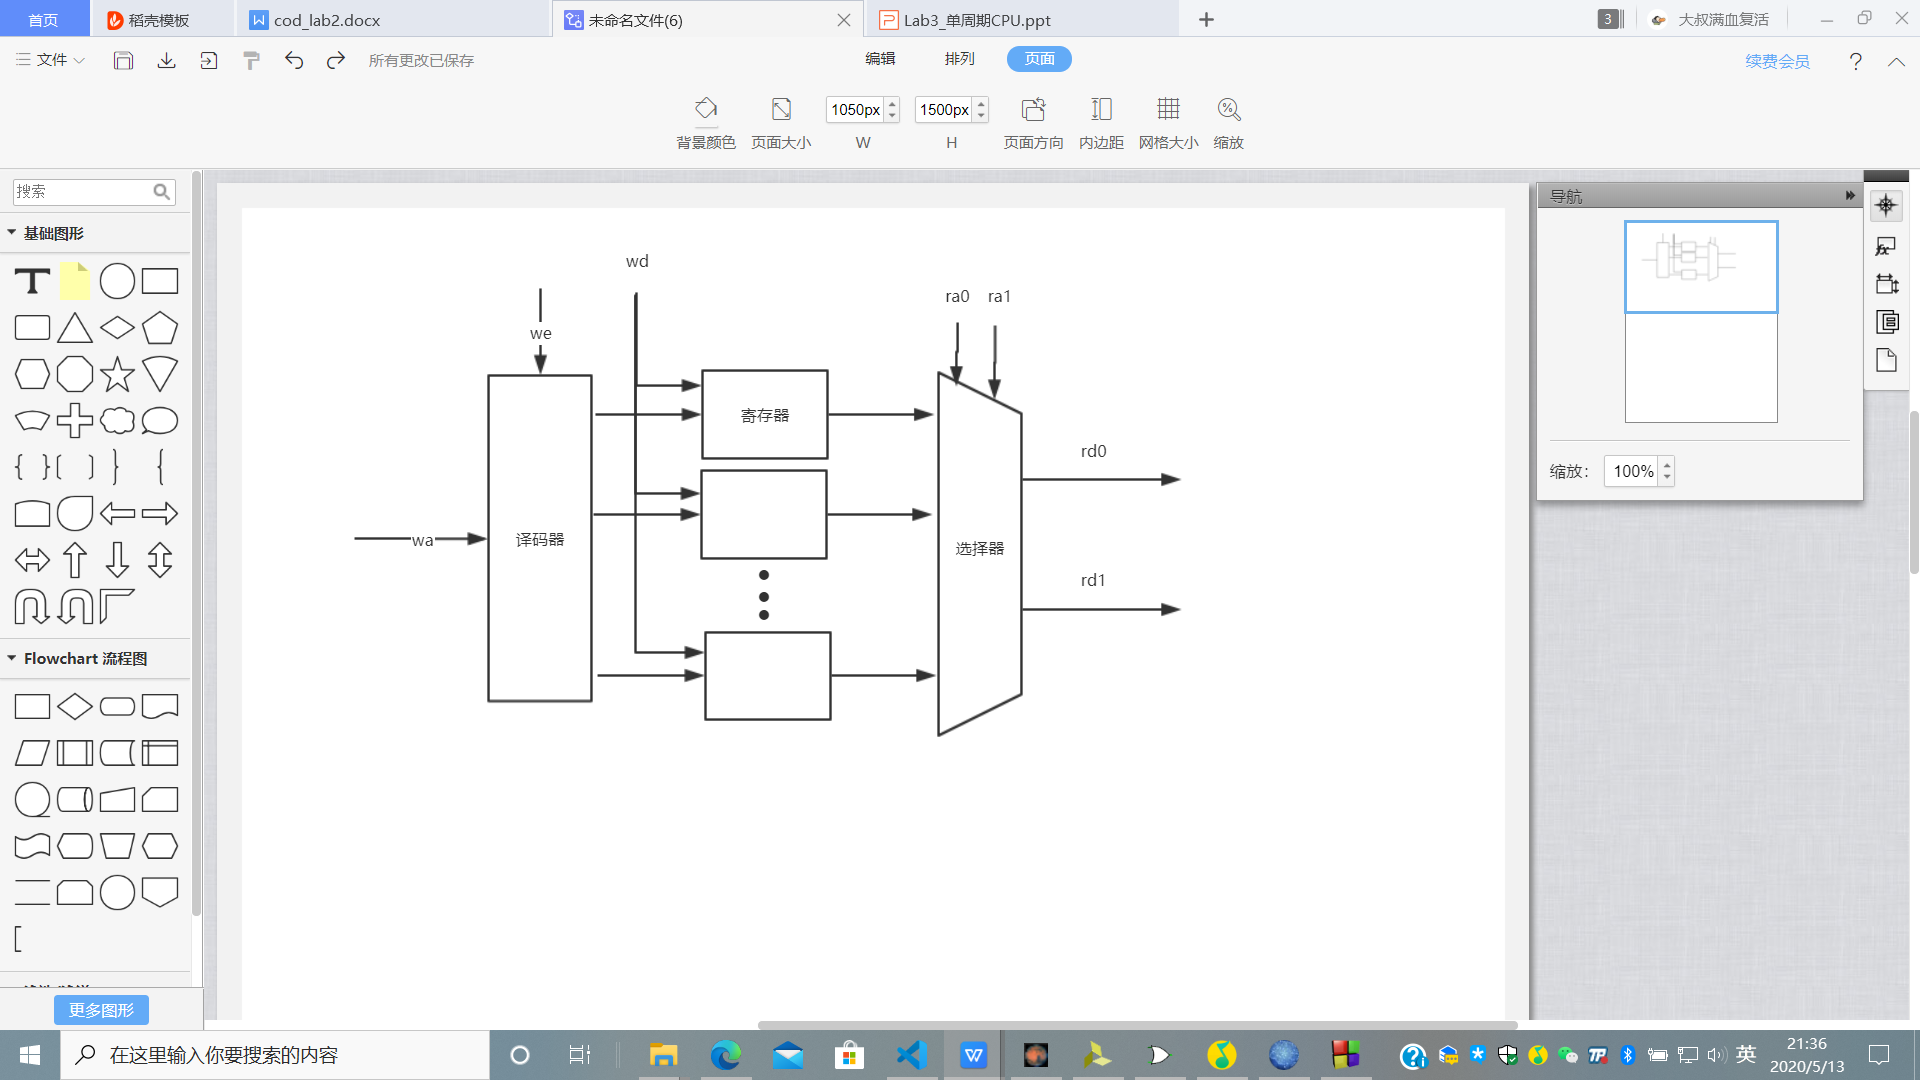 首页
稻壳模板
cod_lab2.docx
未命名文件(6)
Lab3_单周期CPU.ppt
3
大叔满血复活
文件
所有更改已保存
编辑
排列
页面
续费会员
1050px
1500px
背景颜色
页面大小
W
H
页面方向
内边距
网格大小
缩放
搜索
基础图形
Flowchart 流程图
更多图形
wd
we
ra0
ra1
寄存器
rd0
wa
译码器
选择器
rd1
导航
缩放:
100%
在这里输入你要搜索的内容
英
21:36
2020/5/13